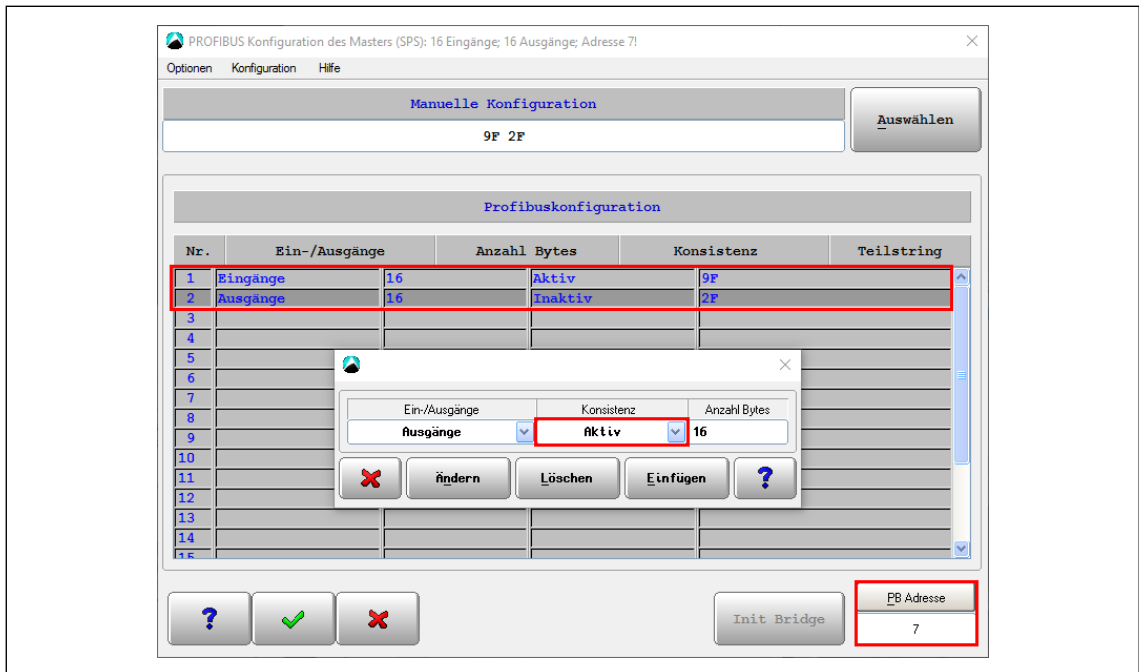 PROFIBUS Konfiguration des Masters (SPS): 16 Eingänge; 16 Ausgänge; Adresse 7!
Optionen Konfiguration Hilfe
Manuelle Konfiguration
9F 2F
Auswählen
Profibuskonfiguration
Nr. Ein-/Ausgänge Anzahl Bytes Konsistenz Teilstring
1 Eingänge 16 Aktiv 9F
2 Ausgänge 16 Inaktiv 2F
3
4
5
6
7
8
9
10
11
12
13
14
15
Ein-/Ausgänge Konsistenz Anzahl Bytes
Ausgänge Aktiv 16
Ändern Löschen Einfügen ?
? Init Bridge
PB Adresse
7